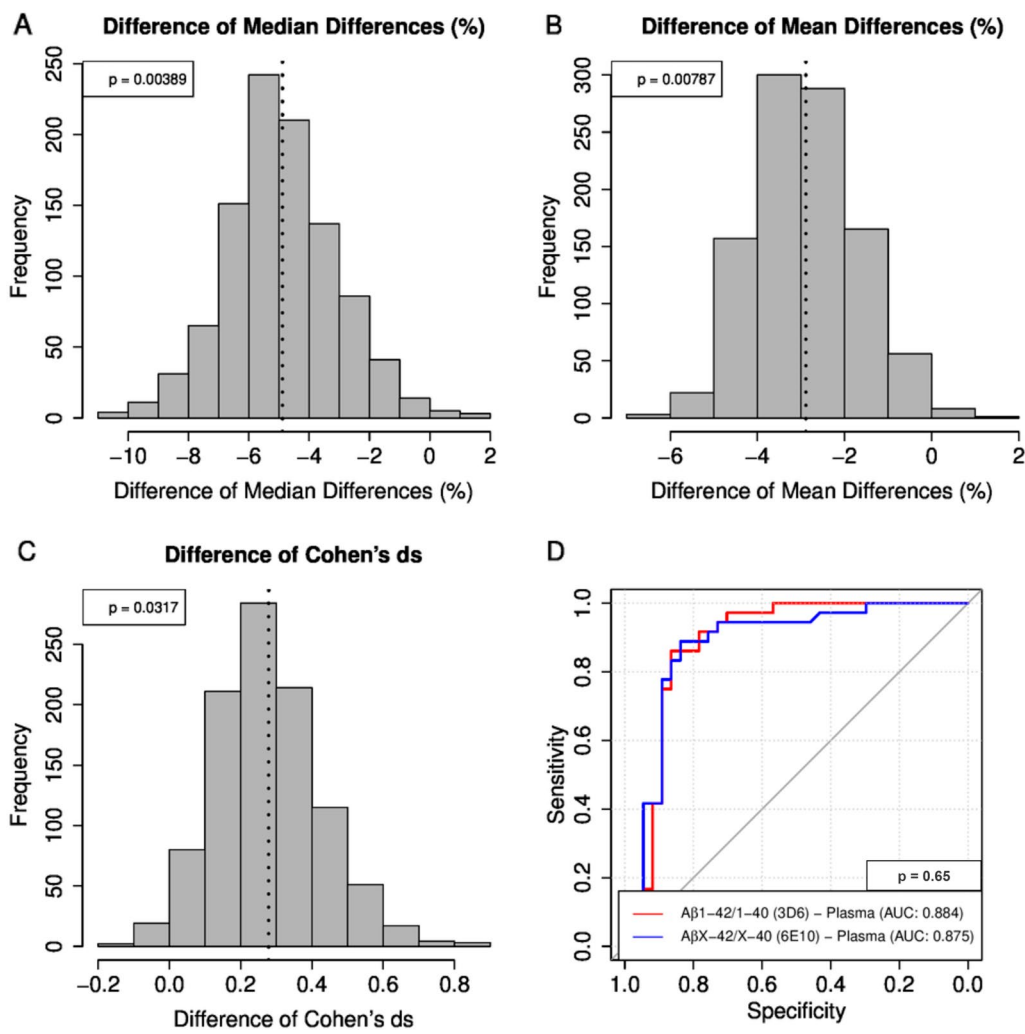 A
Difference of Median Differences (%)
p = 0.00389
Frequency
250
200
150
100
50
0
−10 −8 −6 −4 −2 0 2
Difference of Median Differences (%)
B
Difference of Mean Differences (%)
p = 0.00787
Frequency
300
250
200
150
100
50
0
−6 −4 −2 0 2
Difference of Mean Differences (%)
C
Difference of Cohen's ds
p = 0.0317
Frequency
250
200
150
100
50
0
−0.2 0.0 0.2 0.4 0.6 0.8
Difference of Cohen's ds
D
Sensitivity
1.0
0.8
0.6
0.4
0.2
0.0
p = 0.65
Aβ1−42/1−40 (3D6) − Plasma (AUC: 0.884)
AβX−42/X−40 (6E10) − Plasma (AUC: 0.875)
1.0 0.8 0.6 0.4 0.2 0.0
Specificity